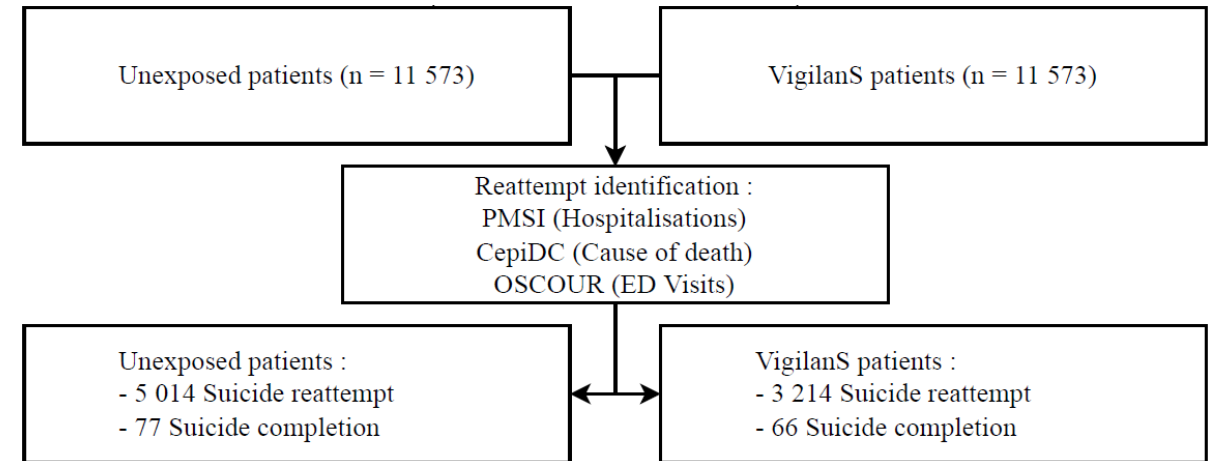 Unexposed patients (n = 11 573)
VigilanS patients (n = 11 573)
Reattempt identification :
PMSI (Hospitalisations)
CepiDC (Cause of death)
OSCOUR (ED Visits)
Unexposed patients :
- 5 014 Suicide reattempt
- 77 Suicide completion
VigilanS patients :
- 3 214 Suicide reattempt
- 66 Suicide completion